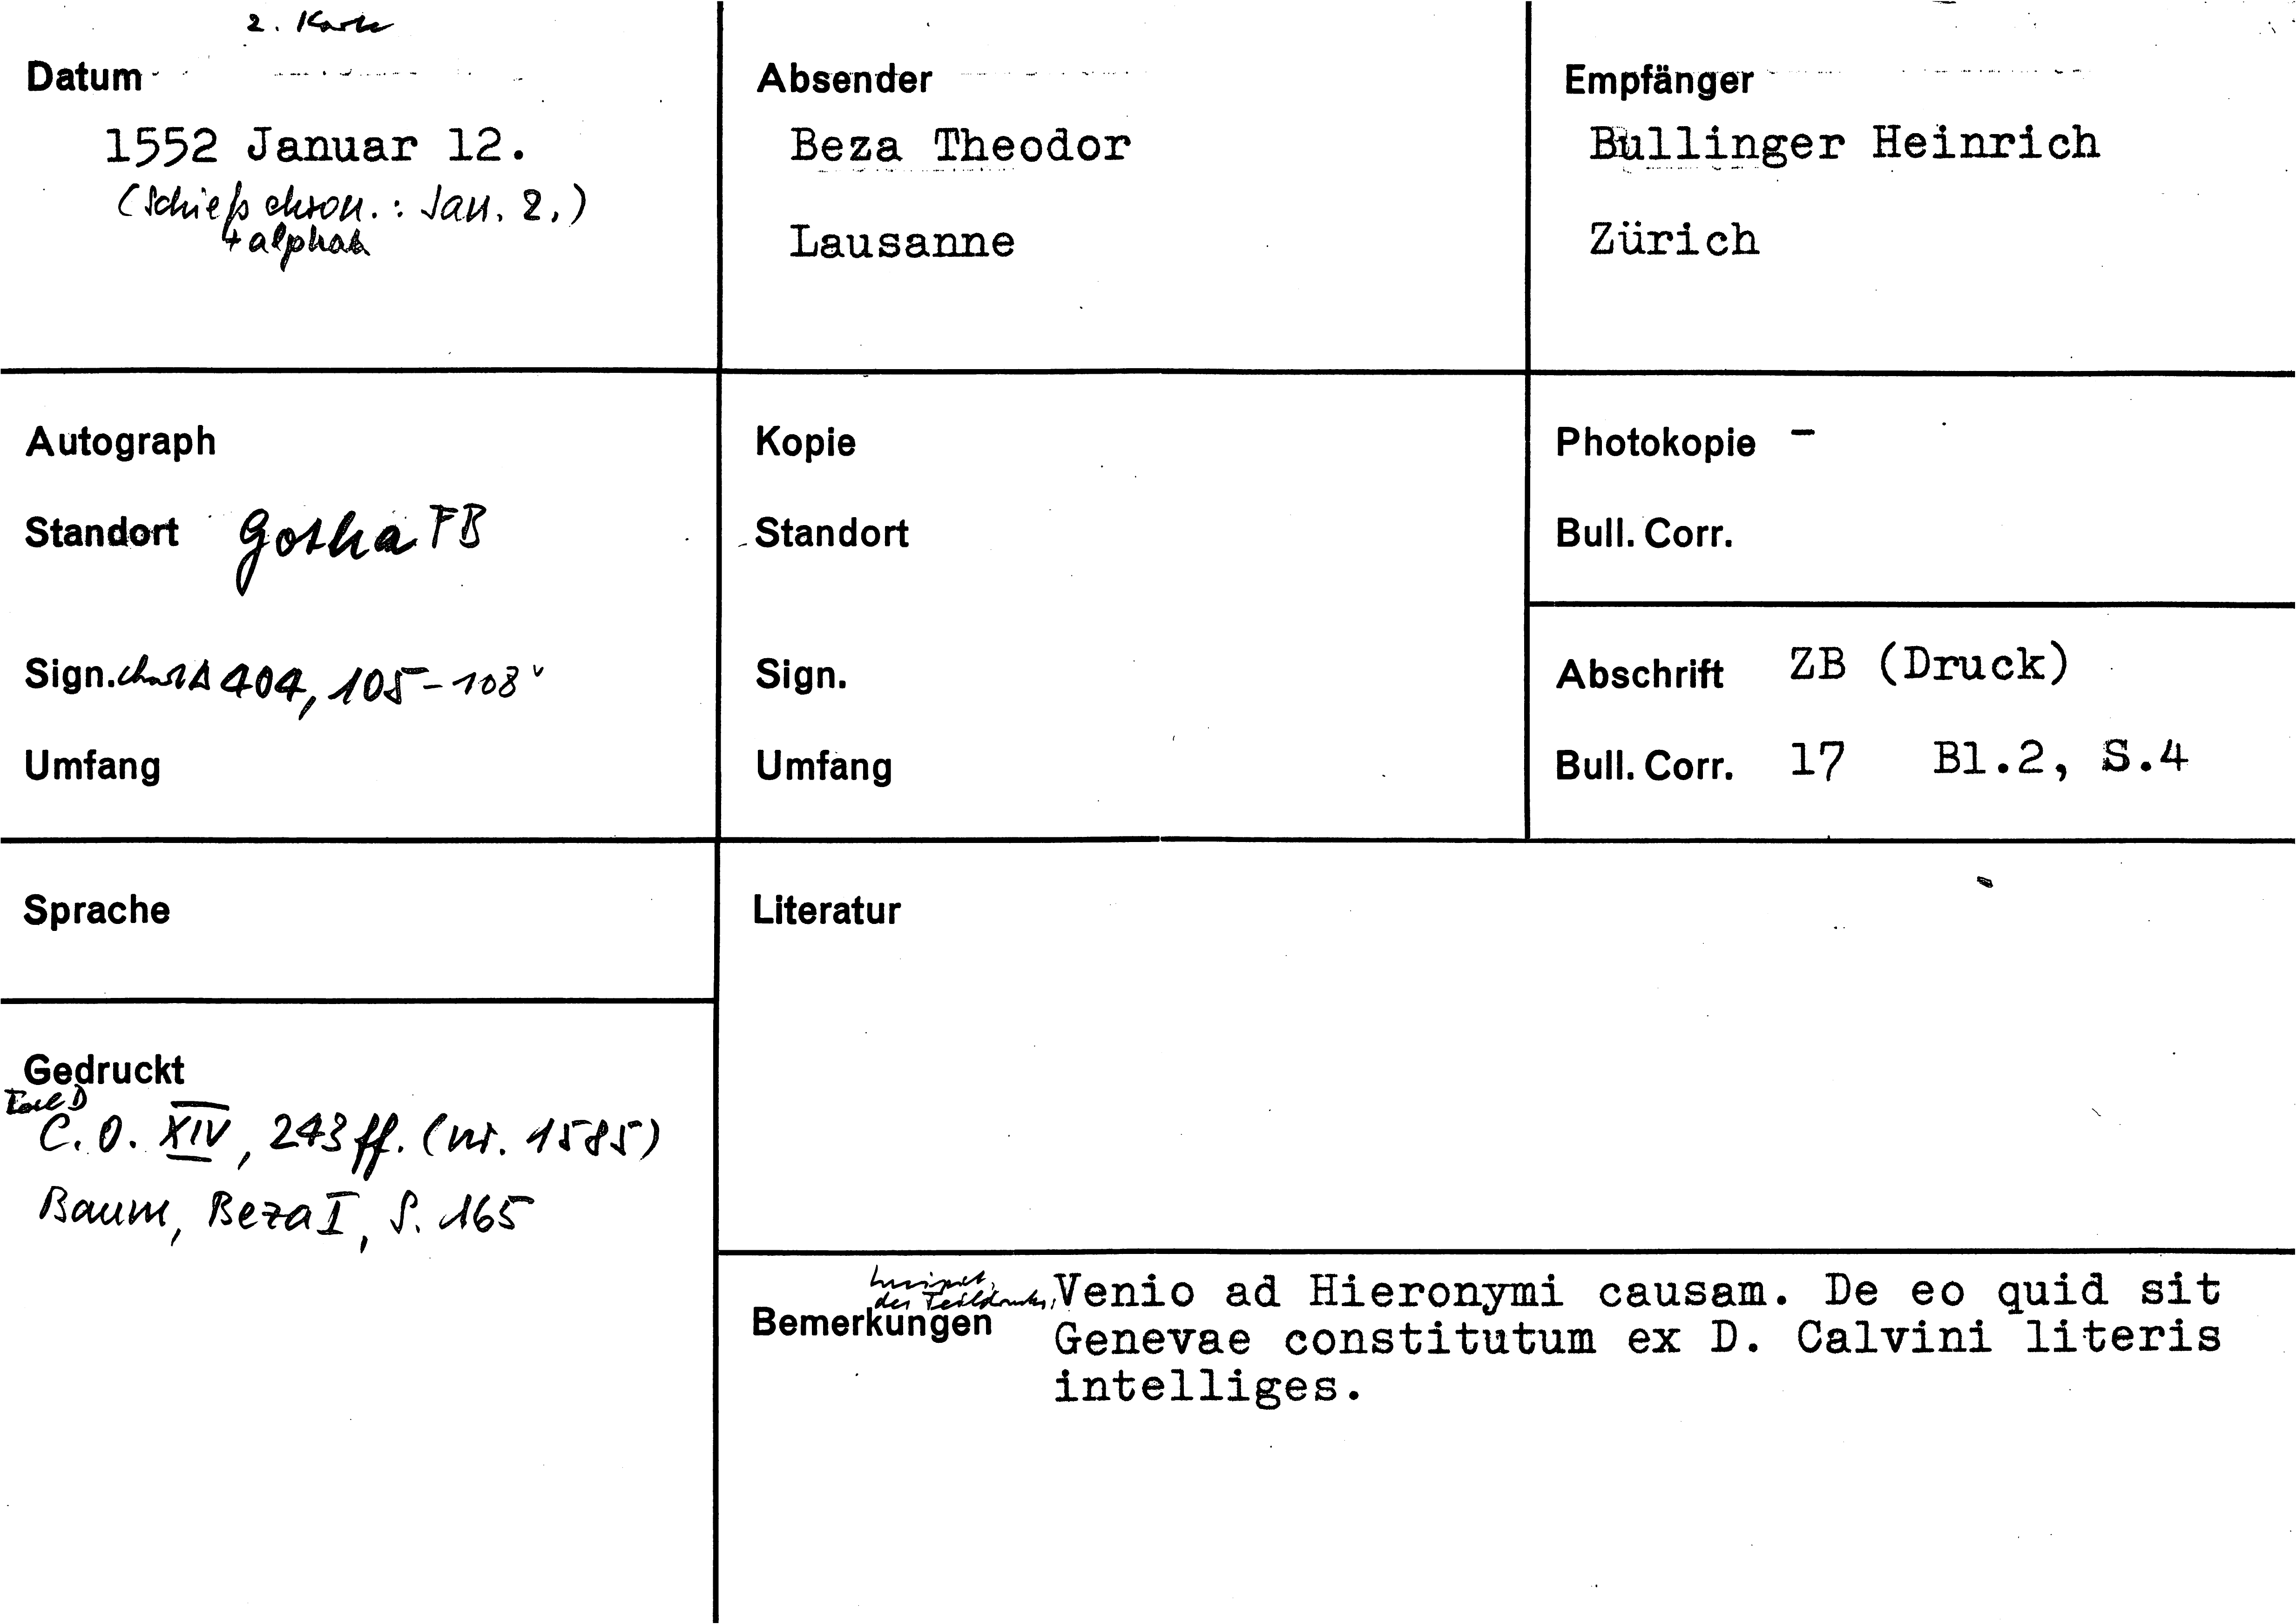 2. Karte
Datum
1552 Januar 12.
(Schieß chron.: Jan. 2.)
+ alphab
Absender
Beza Theodor
Lausanne
Empfänger
Bullinger Heinrich
Zürich
Autograph
Standort Gotha FB
Sign. chart A 404, 105-108v
Umfang
Kopie
Standort
Sign.
Umfang
Photokopie -
Bull. Corr.
Abschrift ZB (Druck)
Bull. Corr. 17 Bl.2, S.4
Sprache
Gedruckt
Teil D
C. O. XIV, 243 ff. (nr. 1585)
Baum, Beza I, S. 165
Literatur
Bemerkungen
des Teildrucks,
Venio ad Hieronymi causam. De eo quid sit
Genevae constitutum ex D. Calvini literis
intelliges.